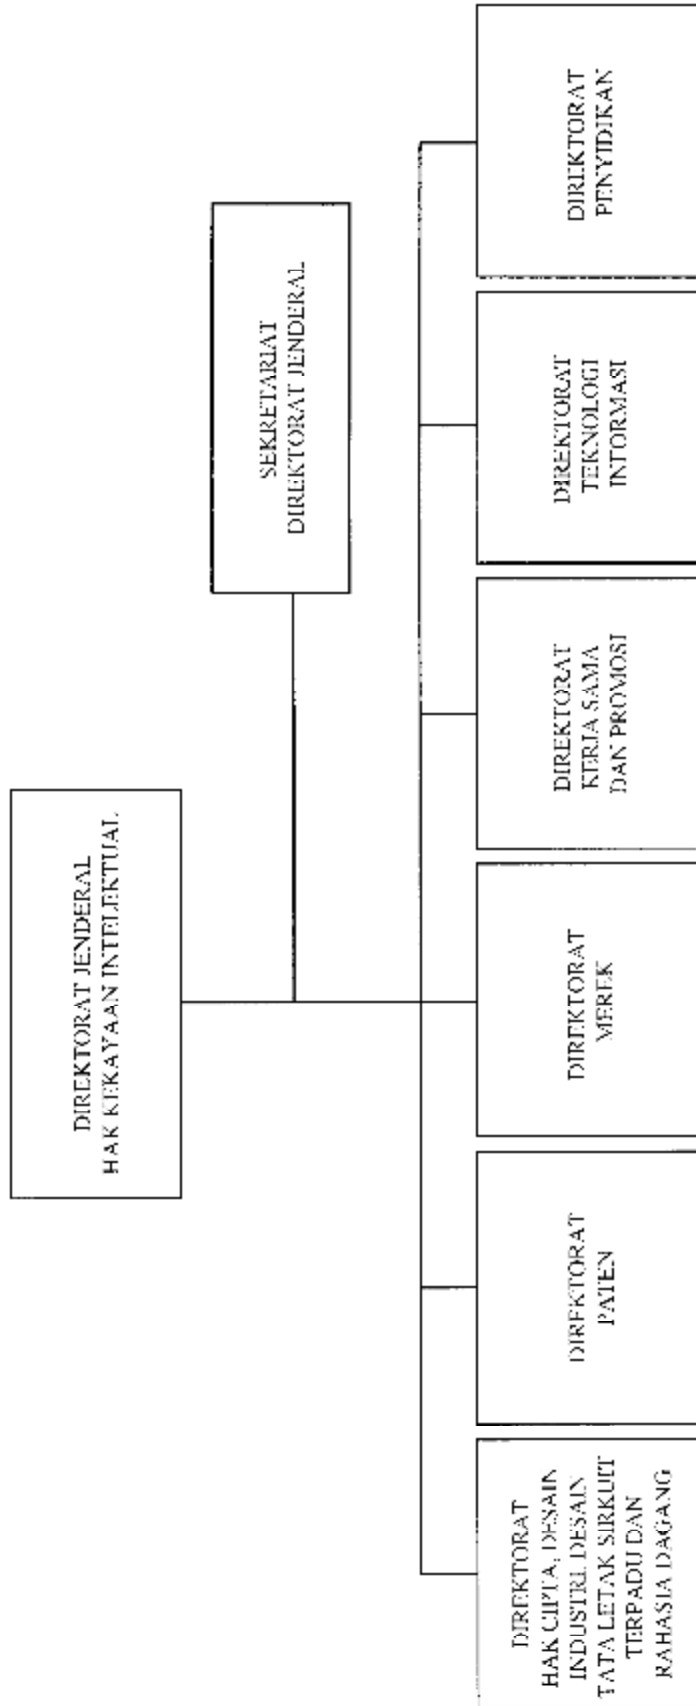 DIREKTORAT JENDERAL
HAK KEKAYAAN INTELEKTUAL
SEKRETARIAT
DIREKTORAT JENDERAL
DIREKTORAT
HAK CIPTA, DESAIN
INDUSTRI, DESAIN
TATA LETAK SIRKUIT
TERPADU DAN
RAHASIA DAGANG
DIREKTORAT
PATEN
DIREKTORAT
MEREK
DIREKTORAT
KERJA SAMA
DAN PROMOSI
DIREKTORAT
TEKNOLOGI
INFORMASI
DIREKTORAT
PENYIDIKAN